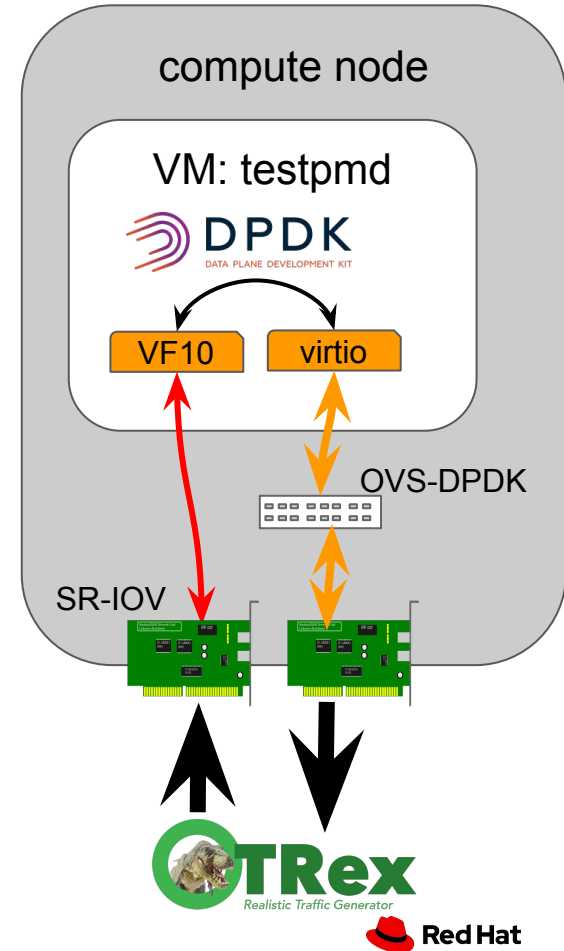 compute node
VM: testpmd
DPDK
DATA PLANE DEVELOPMENT KIT
VF10
virtio
OVS-DPDK
SR-IOV
TRex
Realistic Traffic Generator
Red Hat